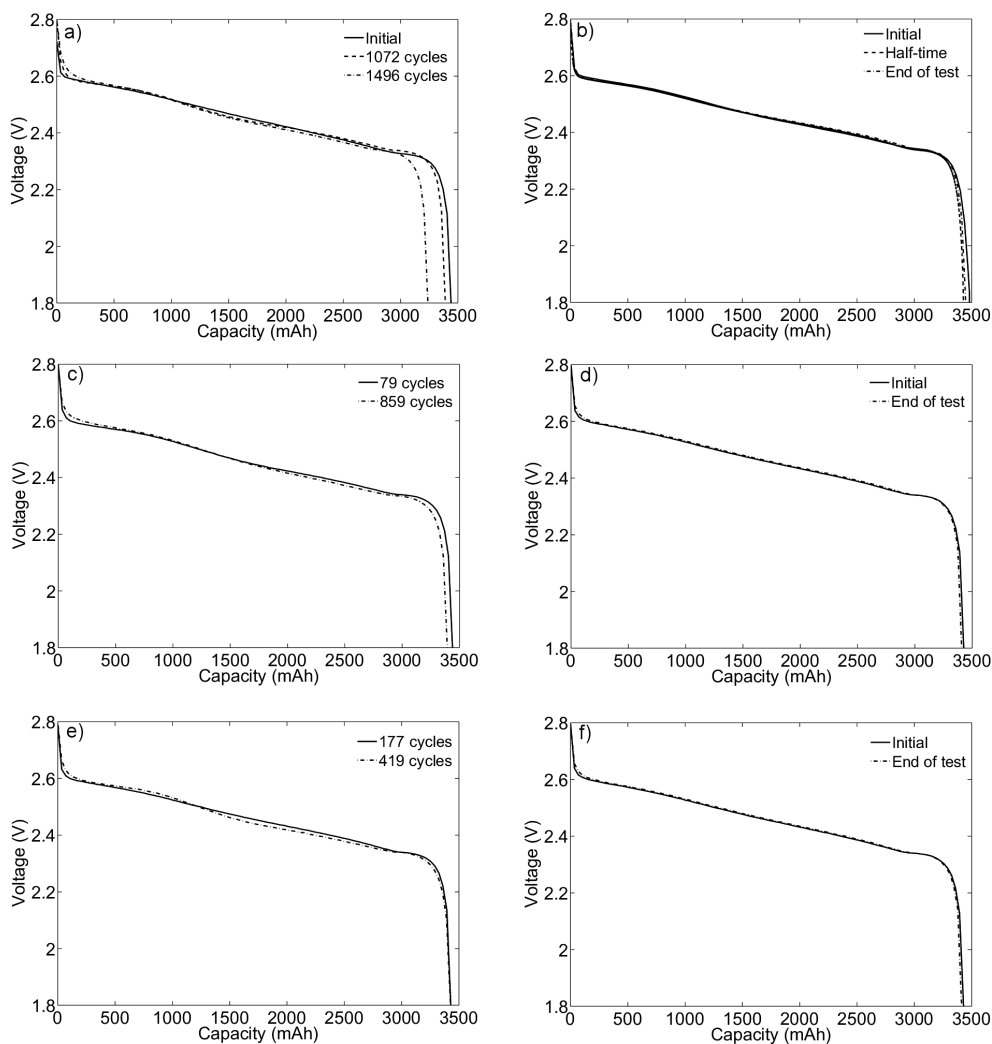 a)
Initial
1072 cycles
1496 cycles
2.8
2.6
2.4
2.2
2
1.8
Voltage (V)
0 500 1000 1500 2000 2500 3000 3500
Capacity (mAh)
b)
Initial
Half-time
End of test
2.8
2.6
2.4
2.2
2
1.8
Voltage (V)
0 500 1000 1500 2000 2500 3000 3500
Capacity (mAh)
c)
79 cycles
859 cycles
2.8
2.6
2.4
2.2
2
1.8
Voltage (V)
0 500 1000 1500 2000 2500 3000 3500
Capacity (mAh)
d)
Initial
End of test
2.8
2.6
2.4
2.2
2
1.8
Voltage (V)
0 500 1000 1500 2000 2500 3000 3500
Capacity (mAh)
e)
177 cycles
419 cycles
2.8
2.6
2.4
2.2
2
1.8
Voltage (V)
0 500 1000 1500 2000 2500 3000 3500
Capacity (mAh)
f)
Initial
End of test
2.8
2.6
2.4
2.2
2
1.8
Voltage (V)
0 500 1000 1500 2000 2500 3000 3500
Capacity (mAh)